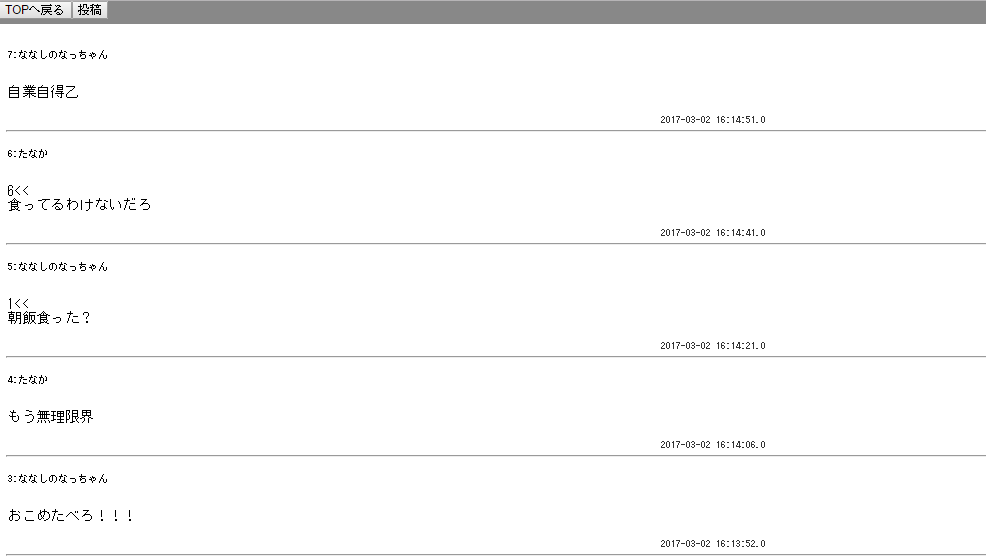 TOPへ戻る 投稿
7:ななしのなっちゃん
自業自得乙
2017-03-02 16:14:51.0
6:たなか
6<<
食ってるわけないだろ
2017-03-02 16:14:41.0
5:ななしのなっちゃん
1<<
朝飯食った？
2017-03-02 16:14:21.0
4:たなか
もう無理限界
2017-03-02 16:14:06.0
3:ななしのなっちゃん
おこめたべろ！！！
2017-03-02 16:13:52.0